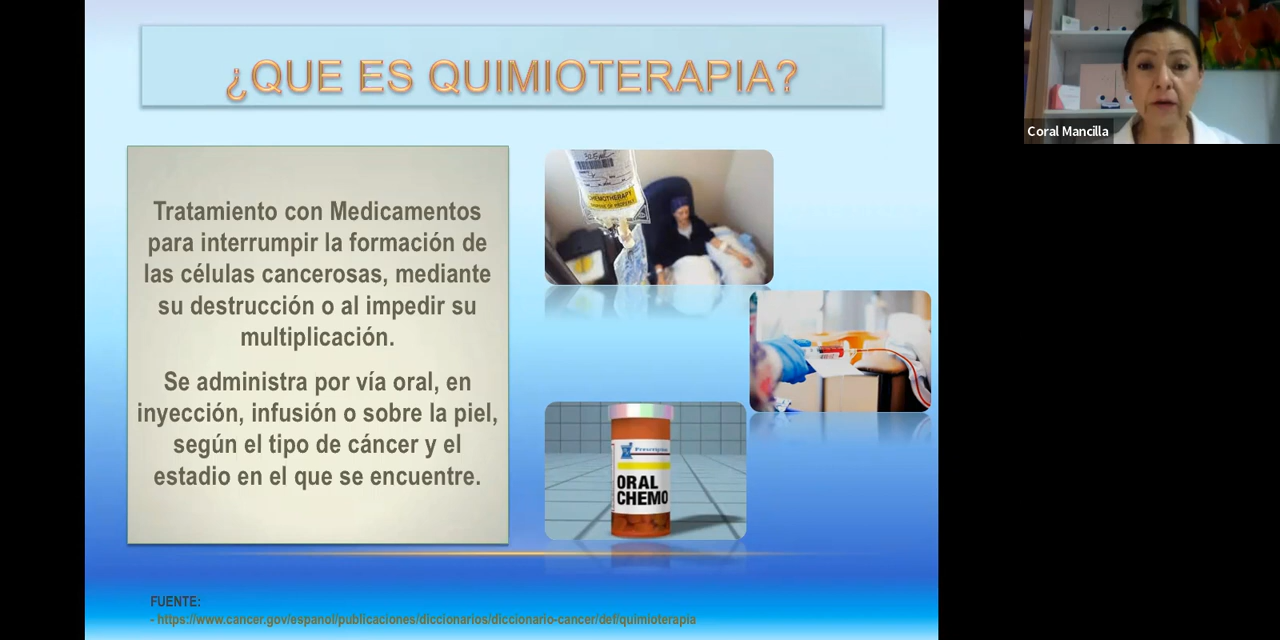 ¿QUE ES QUIMIOTERAPIA?
Tratamiento con Medicamentos
para interrumpir la formación de
las células cancerosas, mediante
su destrucción o al impedir su
multiplicación.
Se administra por vía oral, en
inyección, infusión o sobre la piel,
según el tipo de cáncer y el
estadio en el que se encuentre.
CHEMOTHERAPY
Prescription
ORAL
CHEMO
FUENTE:
- https://www.cancer.gov/espanol/publicaciones/diccionarios/diccionario-cancer/def/quimioterapia
Coral Mancilla